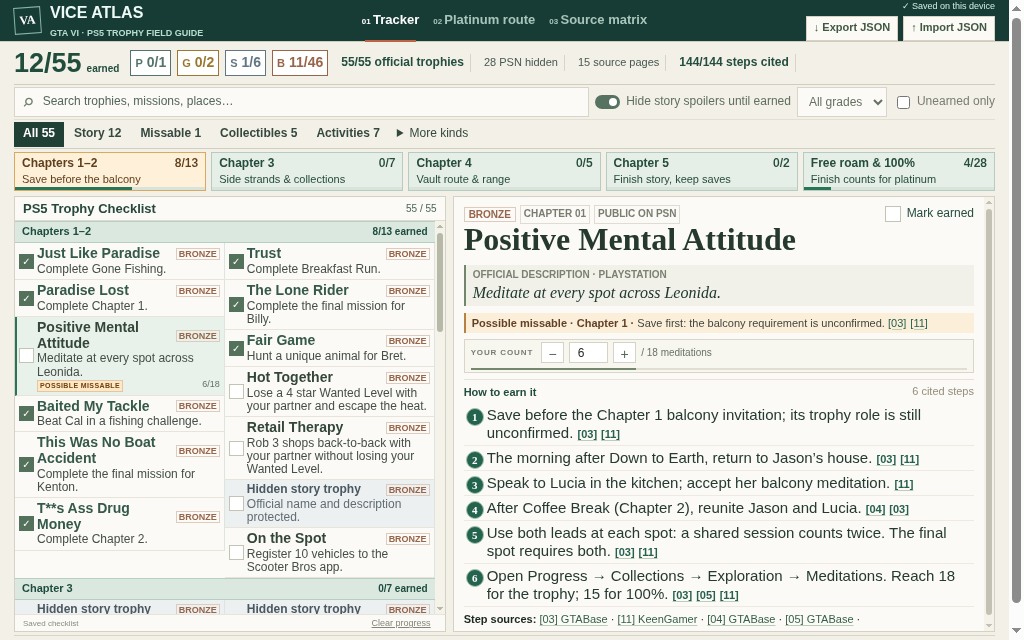 VA VICE ATLAS
GTA VI · PS5 TROPHY FIELD GUIDE
01 Tracker 02 Platinum route 03 Source matrix
✓ Saved on this device
↓ Export JSON ↑ Import JSON
12/55 earned P 0/1 G 0/2 S 1/6 B 11/46 55/55 official trophies 28 PSN hidden 15 source pages 144/144 steps cited
Search trophies, missions, places…
Hide story spoilers until earned All grades Unearned only
All 55 Story 12 Missable 1 Collectibles 5 Activities 7 ▶ More kinds
Chapters 1–2 8/13
Save before the balcony
Chapter 3 0/7
Side strands & collections
Chapter 4 0/5
Vault route & range
Chapter 5 0/2
Finish story, keep saves
Free roam & 100% 4/28
Finish counts for platinum
PS5 Trophy Checklist 55 / 55
Chapters 1–2 8/13 earned
Just Like Paradise BRONZE
Complete Gone Fishing.
Paradise Lost BRONZE
Complete Chapter 1.
Positive Mental
Attitude BRONZE
Meditate at every spot across
Leonida.
POSSIBLE MISSABLE 6/18
Baited My Tackle BRONZE
Beat Cal in a fishing challenge.
This Was No Boat
Accident BRONZE
Complete the final mission for
Kenton.
T**s Ass Drug
Money BRONZE
Complete Chapter 2.
Trust BRONZE
Complete Breakfast Run.
The Lone Rider BRONZE
Complete the final mission for
Billy.
Fair Game BRONZE
Hunt a unique animal for Bret.
Hot Together BRONZE
Lose a 4 star Wanted Level with
your partner and escape the heat.
Retail Therapy BRONZE
Rob 3 shops back-to-back with
your partner without losing your
Wanted Level.
Hidden story trophy BRONZE
Official name and description
protected.
On the Spot BRONZE
Register 10 vehicles to the
Scooter Bros app.
Chapter 3 0/7 earned
Hidden story trophy BRONZE Hidden story trophy BRONZE
Saved checklist Clear progress
BRONZE CHAPTER 01 PUBLIC ON PSN Mark earned
Positive Mental Attitude
OFFICIAL DESCRIPTION · PLAYSTATION
Meditate at every spot across Leonida.
Possible missable · Chapter 1 · Save first: the balcony requirement is unconfirmed. [03] [11]
YOUR COUNT − 6 + / 18 meditations
How to earn it 6 cited steps
1 Save before the Chapter 1 balcony invitation; its trophy role is still
unconfirmed. [03] [11]
2 The morning after Down to Earth, return to Jason's house. [03] [11]
3 Speak to Lucia in the kitchen; accept her balcony meditation. [11]
4 After Coffee Break (Chapter 2), reunite Jason and Lucia. [04] [03]
5 Use both leads at each spot: a shared session counts twice. The final
spot requires both. [03] [11]
6 Open Progress → Collections → Exploration → Meditations. Reach 18
for the trophy; 15 for 100%. [03] [05] [11]
Step sources: [03] GTABase · [11] KeenGamer · [04] GTABase · [05] GTABase ·